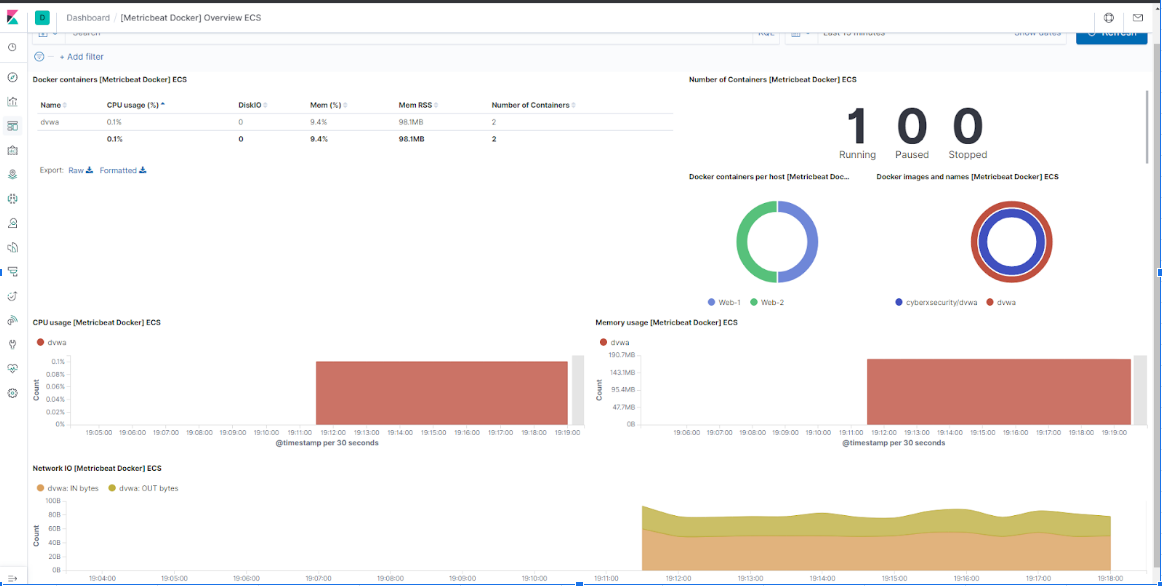 D Dashboard / [Metricbeat Docker] Overview ECS
Search KQL Last 15 minutes Show dates Refresh
+ Add filter
Docker containers [Metricbeat Docker] ECS
Name CPU usage (%) DiskIO Mem (%) Mem RSS Number of Containers
dvwa 0.1% 0 9.4% 98.1MB 2
0.1% 0 9.4% 98.1MB 2
Export: Raw Formatted
Number of Containers [Metricbeat Docker] ECS
1 0 0
Running Paused Stopped
Docker containers per host [Metricbeat Doc...
Web-1 Web-2
Docker images and names [Metricbeat Docker] ECS
cyberxsecurity/dvwa dvwa
CPU usage [Metricbeat Docker] ECS
dvwa
Count
0.1%
0.08%
0.06%
0.04%
0.02%
0%
19:05:00 19:06:00 19:07:00 19:08:00 19:09:00 19:10:00 19:11:00 19:12:00 19:13:00 19:14:00 19:15:00 19:16:00 19:17:00 19:18:00 19:19:00
@timestamp per 30 seconds
Memory usage [Metricbeat Docker] ECS
dvwa
Count
190.7MB
143.1MB
95.4MB
47.7MB
0B
19:06:00 19:07:00 19:08:00 19:09:00 19:10:00 19:11:00 19:12:00 19:13:00 19:14:00 19:15:00 19:16:00 19:17:00 19:18:00 19:19:00
@timestamp per 30 seconds
Network IO [Metricbeat Docker] ECS
dvwa: IN bytes dvwa: OUT bytes
Count
100B
80B
60B
40B
20B
0B
19:04:00 19:05:00 19:06:00 19:07:00 19:08:00 19:09:00 19:10:00 19:11:00 19:12:00 19:13:00 19:14:00 19:15:00 19:16:00 19:17:00 19:18:00